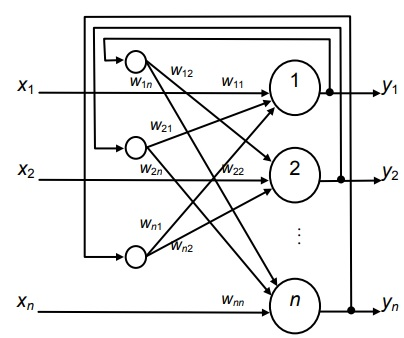 w12
x1 w1n w11 1 y1
w21
x2 w2n w22 2 y2
wn1
wn2
⋮
xn wnn n yn